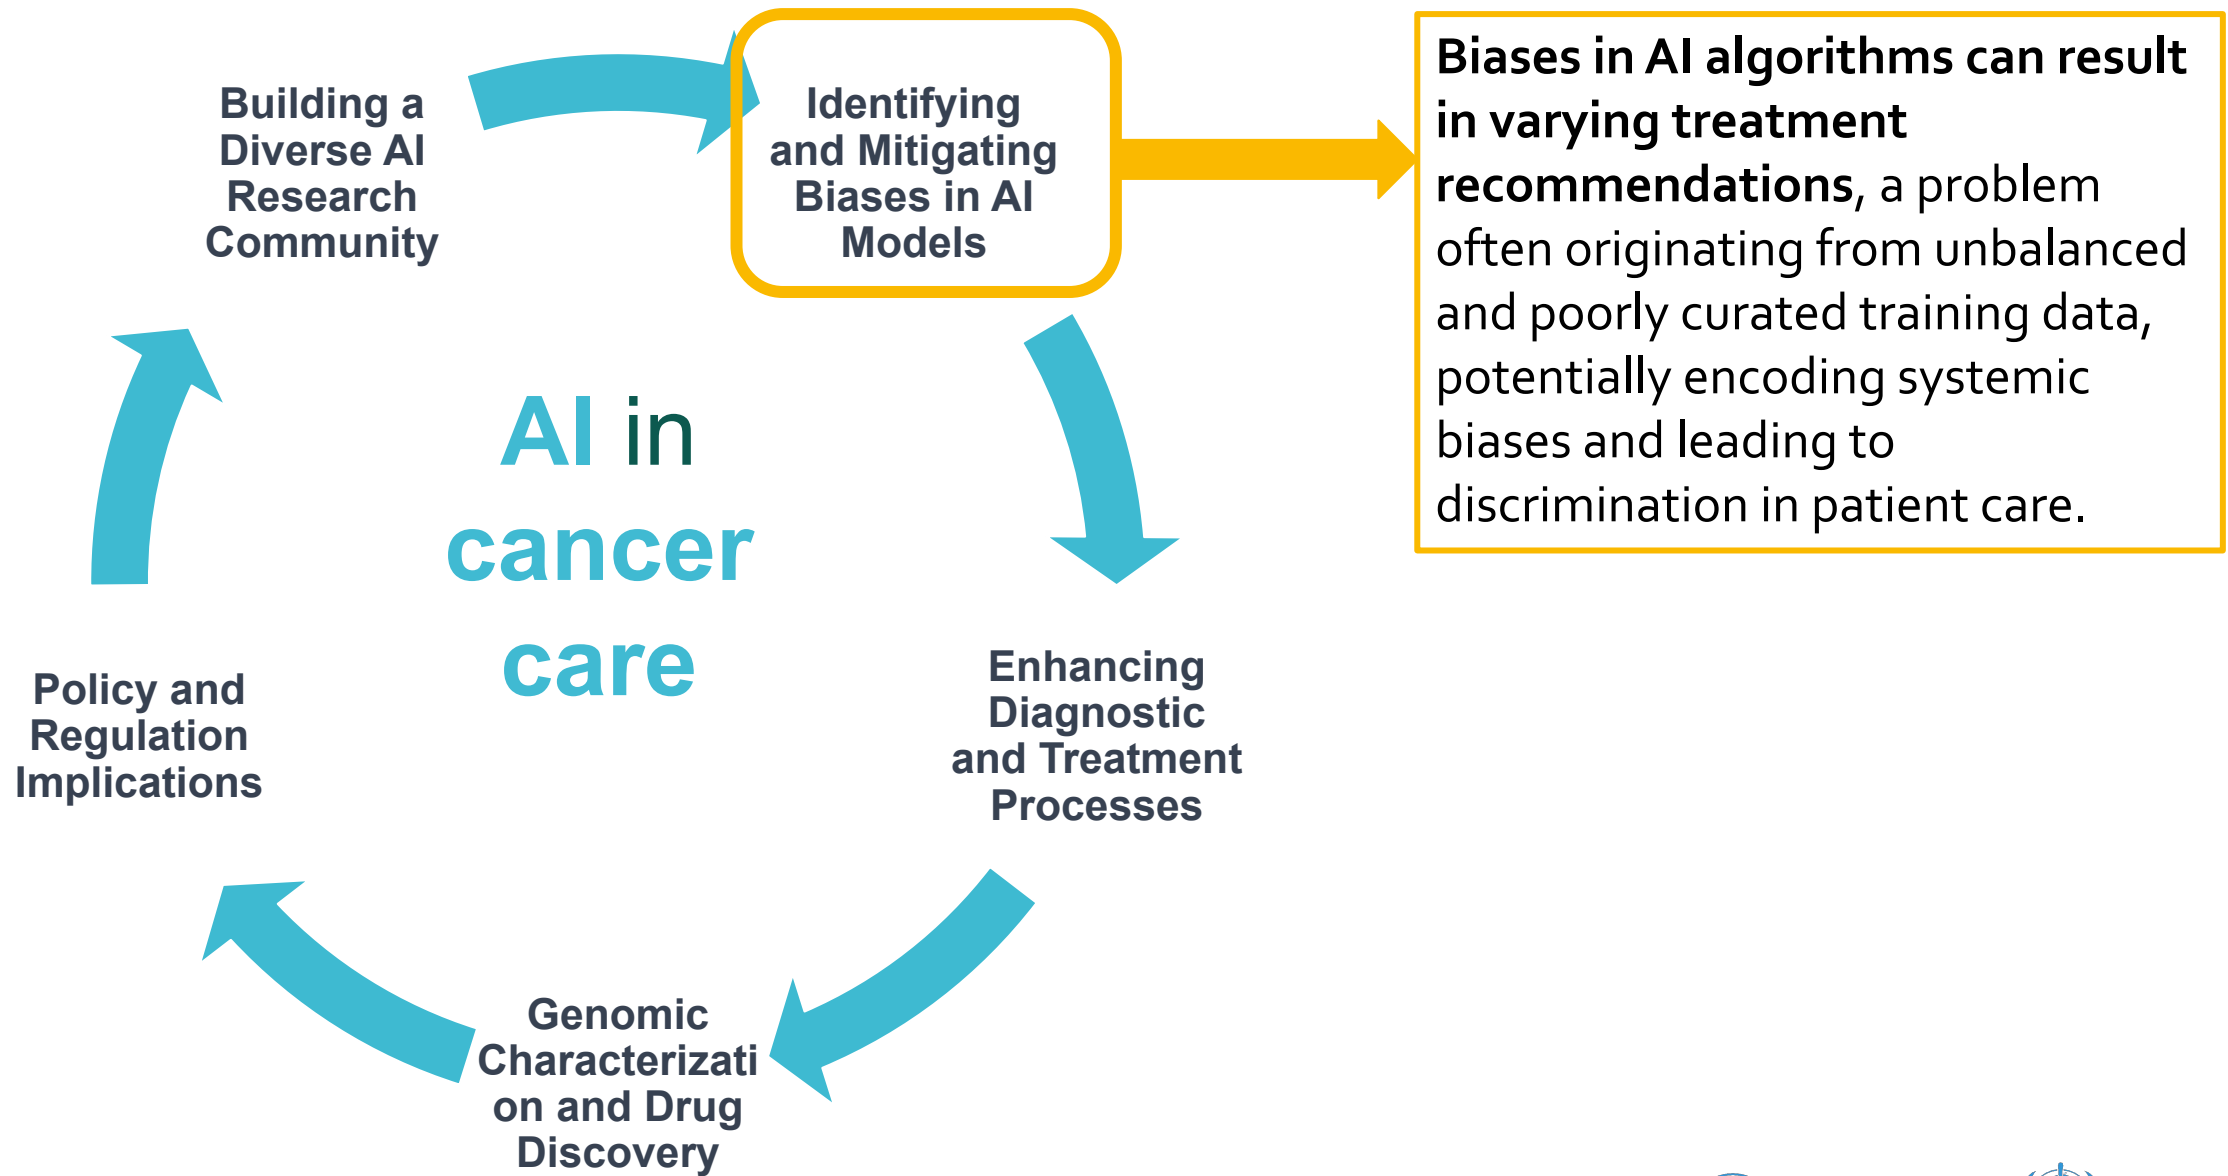 Building a
Diverse AI
Research
Community
Identifying
and Mitigating
Biases in AI
Models
Biases in AI algorithms can result
in varying treatment
recommendations, a problem
often originating from unbalanced
and poorly curated training data,
potentially encoding systemic
biases and leading to
discrimination in patient care.
AI in
cancer
care
Enhancing
Diagnostic
and Treatment
Processes
Policy and
Regulation
Implications
Genomic
Characterizati
on and Drug
Discovery